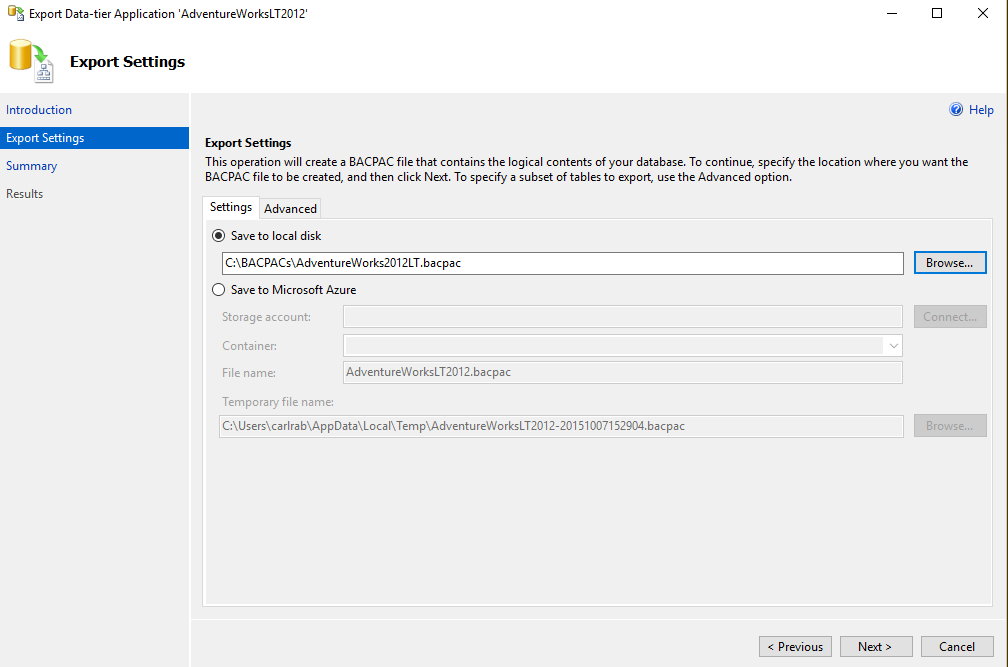 Export Data-tier Application 'AdventureWorksLT2012'
Export Settings
Introduction
Export Settings
Summary
Results
Help
Export Settings
This operation will create a BACPAC file that contains the logical contents of your database. To continue, specify the location where you want the
BACPAC file to be created, and then click Next. To specify a subset of tables to export, use the Advanced option.
Settings Advanced
Save to local disk
C:\BACPACs\AdventureWorks2012LT.bacpac Browse...
Save to Microsoft Azure
Storage account: Connect...
Container:
File name: AdventureWorksLT2012.bacpac
Temporary file name:
C:\Users\carlrab\AppData\Local\Temp\AdventureWorksLT2012-20151007152904.bacpac Browse...
< Previous Next > Cancel